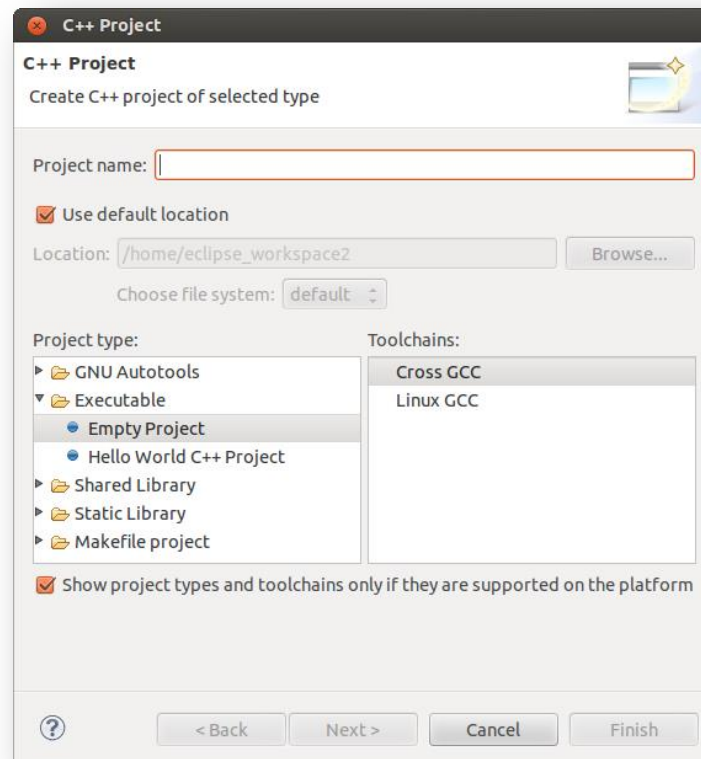 C++ Project
C++ Project
Create C++ project of selected type
Project name:
Use default location
Location: /home/eclipse_workspace2 Browse...
Choose file system: default
Project type:
Toolchains:
GNU Autotools
Executable
Empty Project
Hello World C++ Project
Shared Library
Static Library
Makefile project
Cross GCC
Linux GCC
Show project types and toolchains only if they are supported on the platform
? < Back Next > Cancel Finish